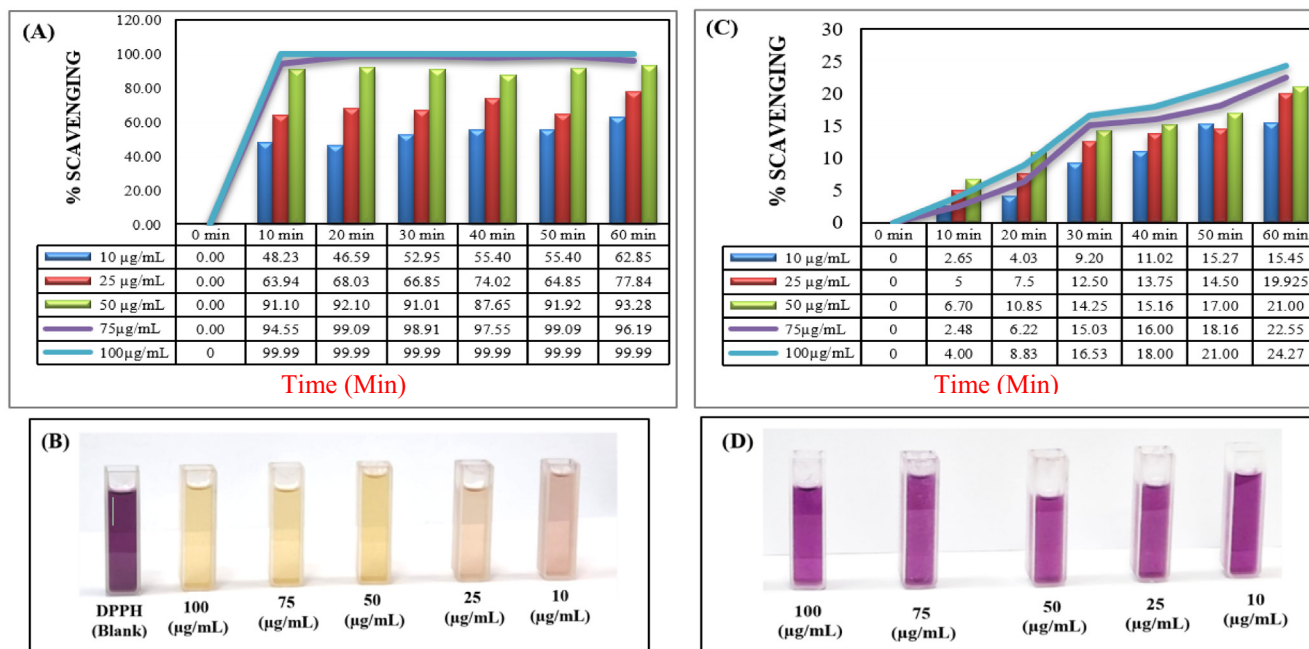 (A)
% SCAVENGING
120.00
100.00
80.00
60.00
40.00
20.00
0.00
0 min 10 min 20 min 30 min 40 min 50 min 60 min
10 µg/mL 0.00 48.23 46.59 52.95 55.40 55.40 62.85
25 µg/mL 0.00 63.94 68.03 66.85 74.02 64.85 77.84
50 µg/mL 0.00 91.10 92.10 91.01 87.65 91.92 93.28
75µg/mL 0.00 94.55 99.09 98.91 97.55 99.09 96.19
100µg/mL 0 99.99 99.99 99.99 99.99 99.99 99.99
Time (Min)
(C)
% SCAVENGING
30
25
20
15
10
5
0
0 min 10 min 20 min 30 min 40 min 50 min 60 min
10 µg/mL 0 2.65 4.03 9.20 11.02 15.27 15.45
25 µg/mL 0 5 7.5 12.50 13.75 14.50 19.925
50 µg/mL 0 6.70 10.85 14.25 15.16 17.00 21.00
75µg/mL 0 2.48 6.22 15.03 16.00 18.16 22.55
100µg/mL 0 4.00 8.83 16.53 18.00 21.00 24.27
Time (Min)
(B)
DPPH
(Blank)
100
(µg/mL)
75
(µg/mL)
50
(µg/mL)
25
(µg/mL)
10
(µg/mL)
(D)
100
(µg/mL)
75
(µg/mL)
50
(µg/mL)
25
(µg/mL)
10
(µg/mL)